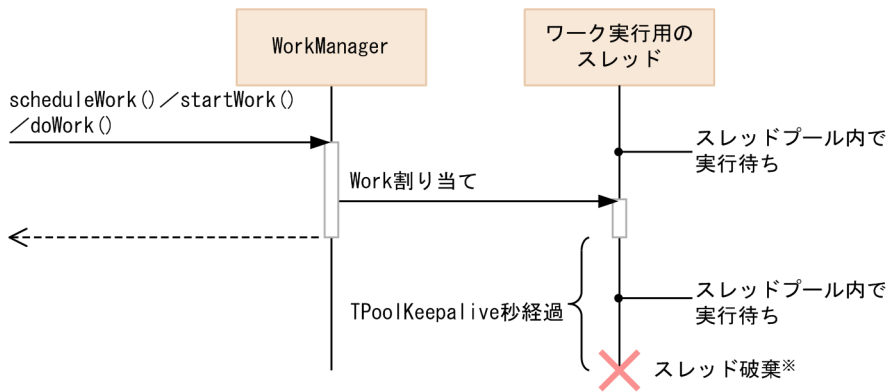 WorkManager
ワーク実行用の
スレッド
scheduleWork()／startWork()
／doWork()
スレッドプール内で
実行待ち
Work割り当て
スレッドプール内で
実行待ち
TPoolKeepalive秒経過
スレッド破棄※